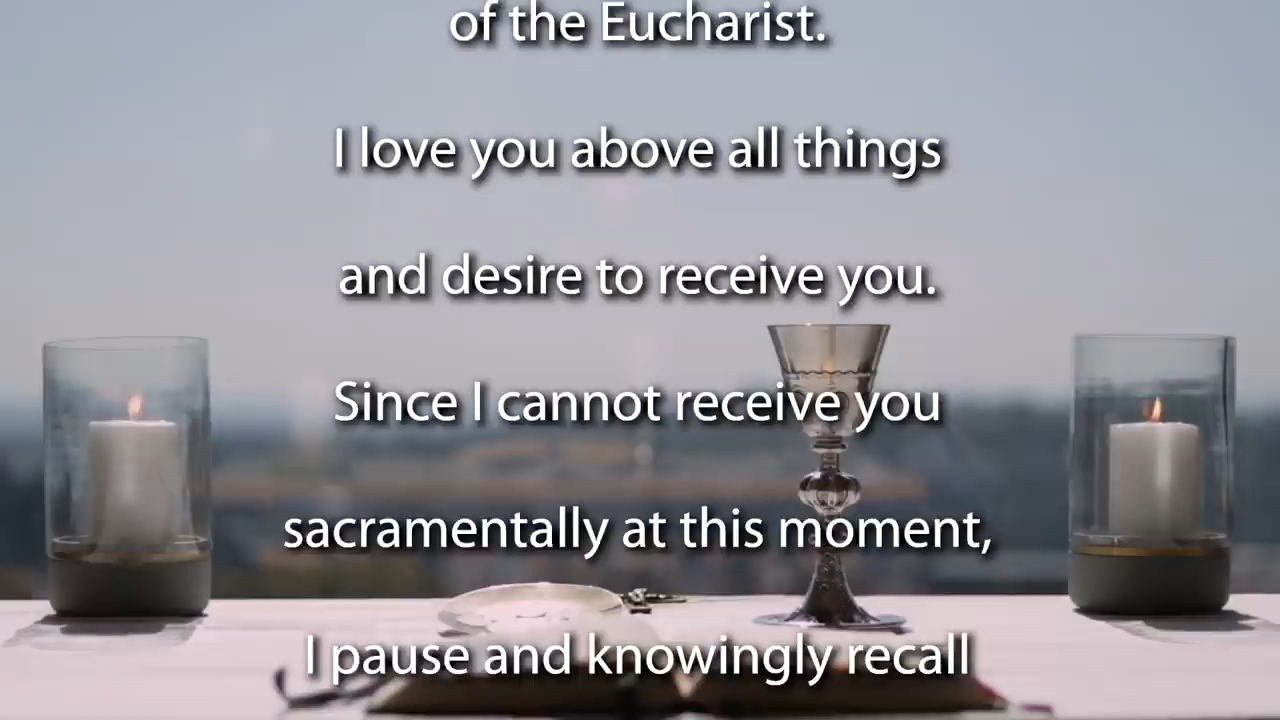 of the Eucharist.
I love you above all things
and desire to receive you.
Since I cannot receive you
sacramentally at this moment,
I pause and knowingly recall